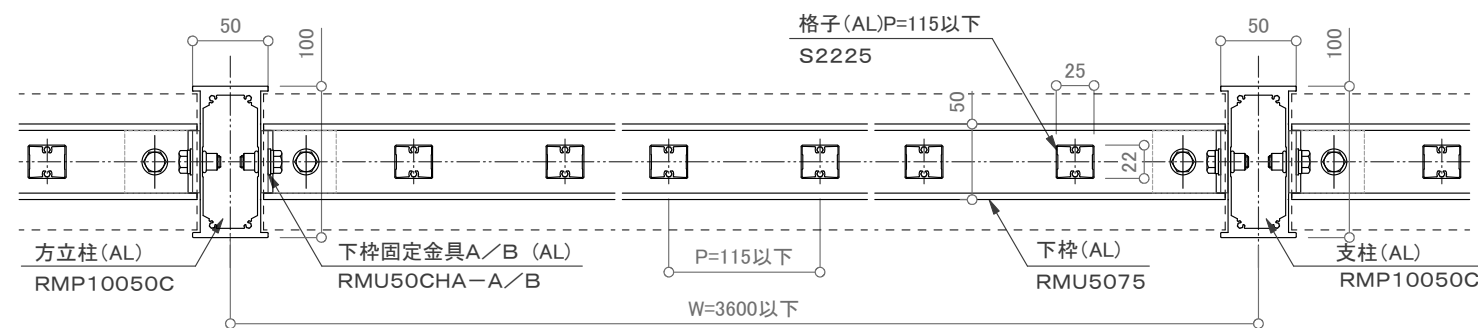 格子(AL)P=115以下
S2225
50
100
25
50
22
50
100
方立柱(AL)
RMP10050C
下枠固定金具A/B (AL)
RMU50CHA-A/B
P=115以下
下枠(AL)
RMU5075
支柱(AL)
RMP10050C
W=3600以下